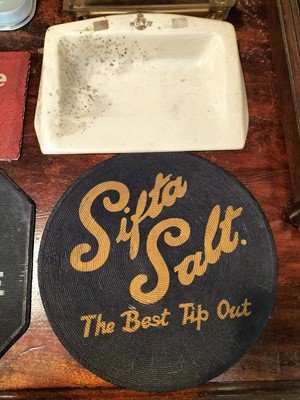 Sifta
Salt.
The Best Tip Out